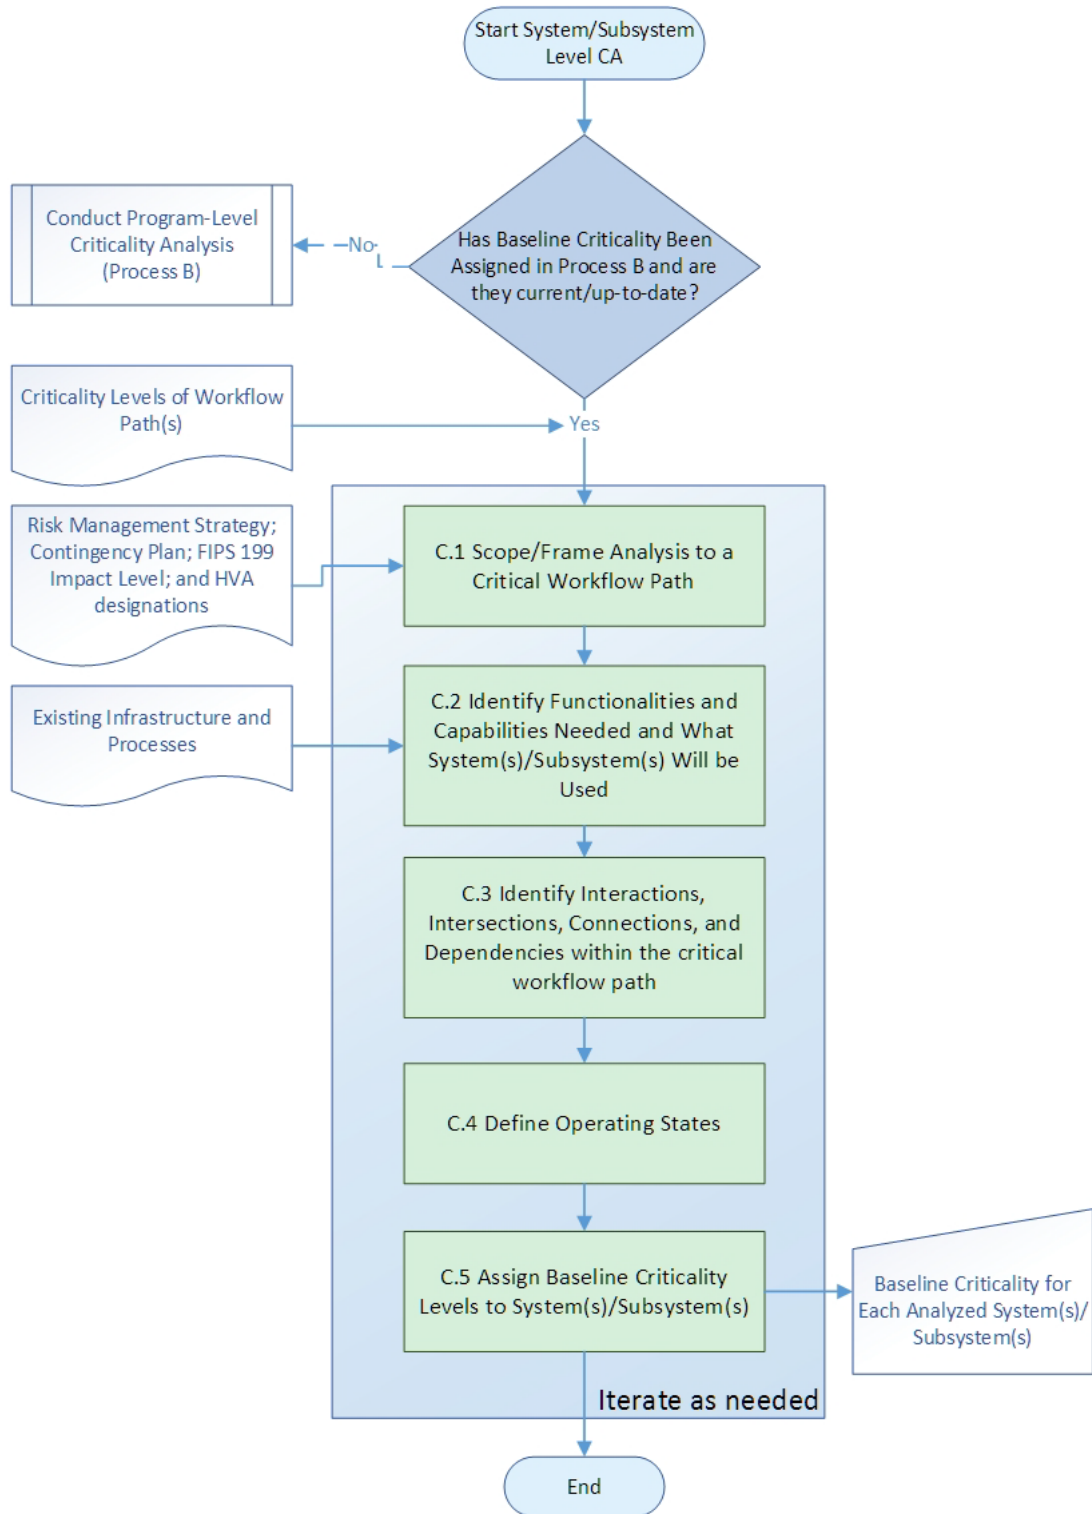 Start System/Subsystem
Level CA
Has Baseline Criticality Been
Assigned in Process B and are
they current/up-to-date?
No
Conduct Program-Level
Criticality Analysis
(Process B)
Criticality Levels of Workflow
Path(s)
Yes
Risk Management Strategy;
Contingency Plan; FIPS 199
Impact Level; and HVA
designations
C.1 Scope/Frame Analysis to a
Critical Workflow Path
Existing Infrastructure and
Processes
C.2 Identify Functionalities and
Capabilities Needed and What
System(s)/Subsystem(s) Will be
Used
C.3 Identify Interactions,
Intersections, Connections, and
Dependencies within the critical
workflow path
C.4 Define Operating States
C.5 Assign Baseline Criticality
Levels to System(s)/Subsystem(s)
Baseline Criticality for
Each Analyzed System(s)/
Subsystem(s)
Iterate as needed
End